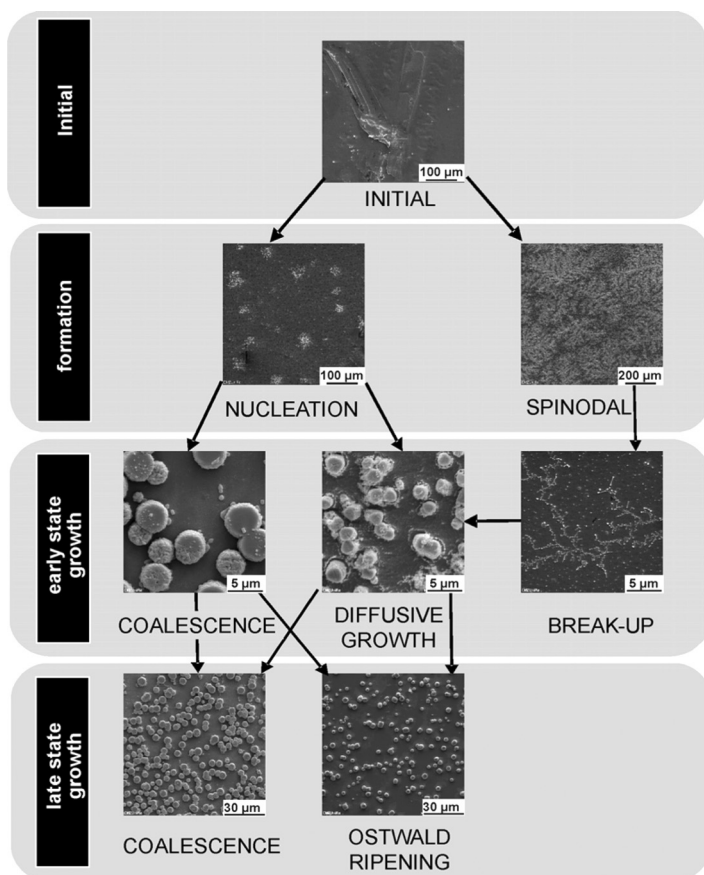 Initial
100 µm
INITIAL
formation
100 µm
200 µm
NUCLEATION
SPINODAL
early state
growth
5 µm
5 µm
5 µm
COALESCENCE
DIFFUSIVE
GROWTH
BREAK-UP
late state
growth
30 µm
30 µm
COALESCENCE
OSTWALD
RIPENING